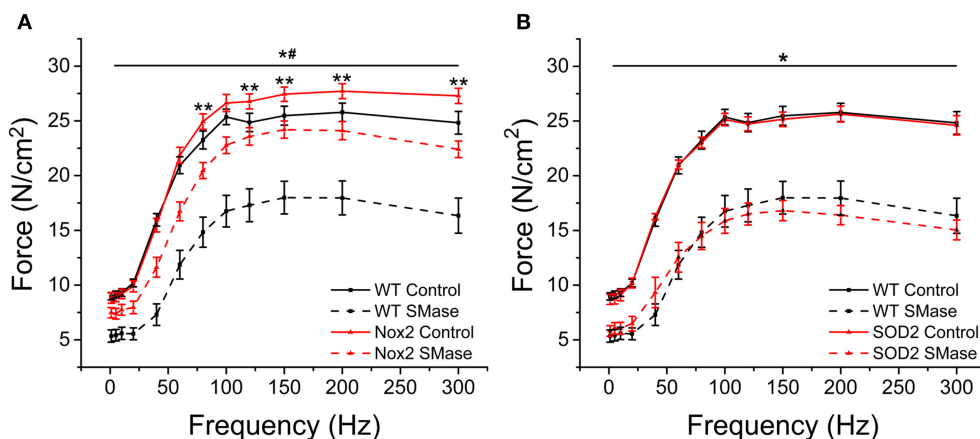 A
*#
** ** ** ** **
30
25
20
15
10
5
Force (N/cm²)
WT Control
WT SMase
Nox2 Control
Nox2 SMase
0 50 100 150 200 250 300
Frequency (Hz)
B
*
30
25
20
15
10
5
Force (N/cm²)
WT Control
WT SMase
SOD2 Control
SOD2 SMase
0 50 100 150 200 250 300
Frequency (Hz)